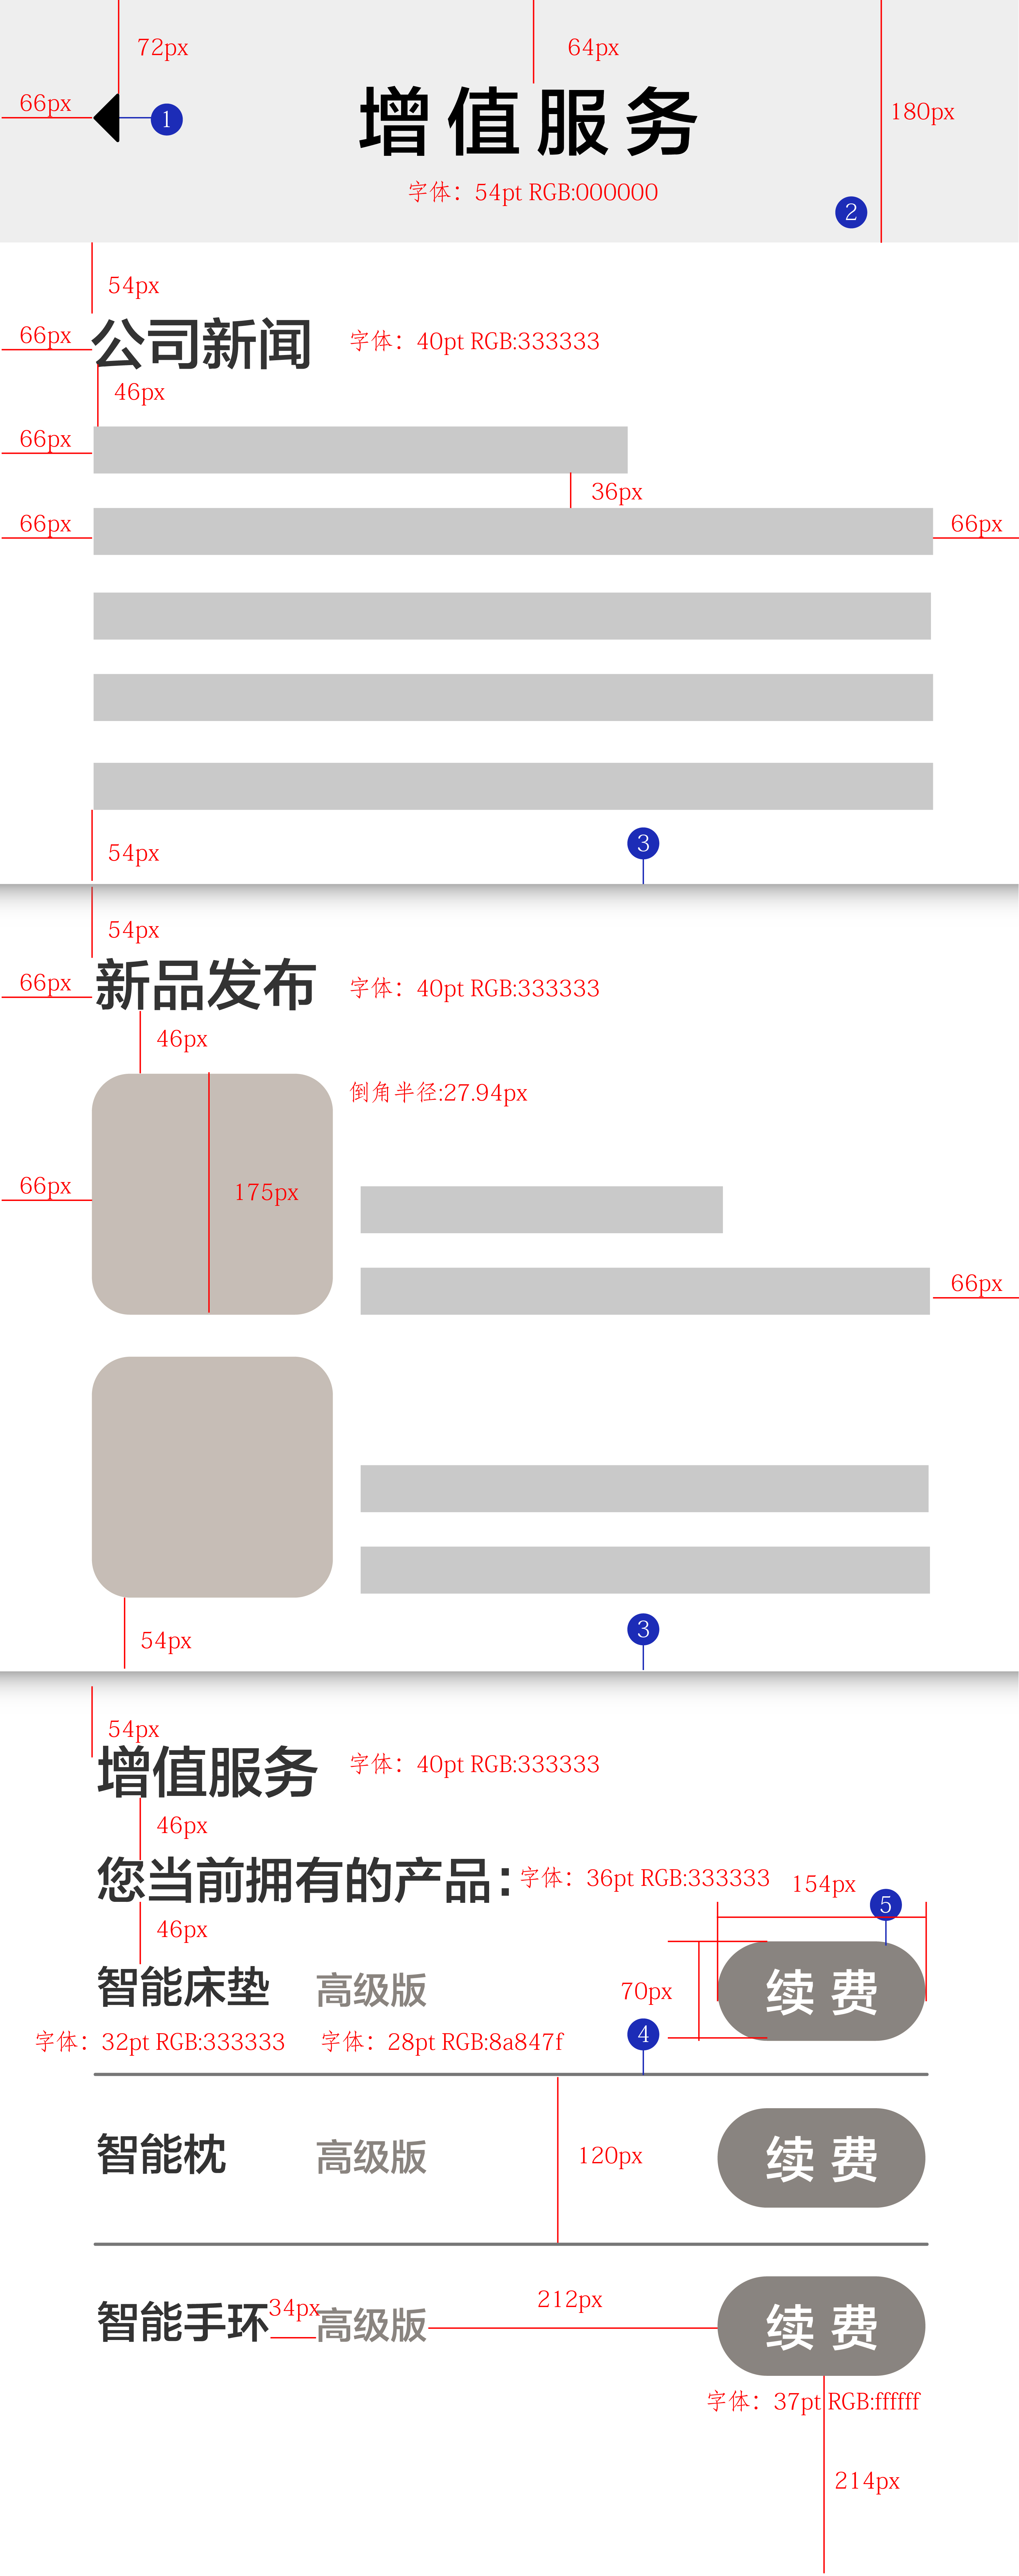 72px
64px
66px
1
增值服务
180px
字体：54pt RGB:000000
2
54px
66px
公司新闻
字体：40pt RGB:333333
46px
66px
36px
66px
66px
3
54px
54px
66px
新品发布
字体：40pt RGB:333333
46px
倒角半径:27.94px
66px
175px
66px
3
54px
54px
增值服务
字体：40pt RGB:333333
46px
您当前拥有的产品：
字体：36pt RGB:333333
154px
5
46px
智能床垫
高级版
70px
续费
字体：32pt RGB:333333
字体：28pt RGB:8a847f
4
智能枕
高级版
120px
续费
智能手环
34px
高级版
212px
续费
字体：37pt RGB:ffffff
214px